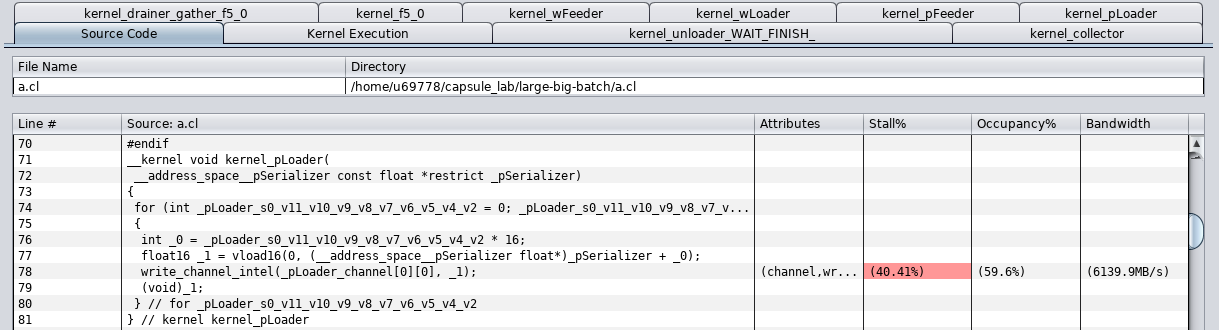 kernel_drainer_gather_f5_0 kernel_f5_0 kernel_wFeeder kernel_wLoader kernel_pFeeder kernel_pLoader
Source Code Kernel Execution kernel_unloader_WAIT_FINISH_ kernel_collector
File Name Directory
a.cl /home/u69778/capsule_lab/large-big-batch/a.cl
Line # Source: a.cl Attributes Stall% Occupancy% Bandwidth
70 #endif
71 __kernel void kernel_pLoader(
72 __address_space__pSerializer const float *restrict _pSerializer)
73 {
74 for (int _pLoader_s0_v11_v10_v9_v8_v7_v6_v5_v4_v2 = 0; _pLoader_s0_v11_v10_v9_v8_v7_v...
75 {
76 int _0 = _pLoader_s0_v11_v10_v9_v8_v7_v6_v5_v4_v2 * 16;
77 float16 _1 = vload16(0, (__address_space__pSerializer float*)_pSerializer + _0);
78 write_channel_intel(_pLoader_channel[0][0], _1); (channel,wr... (40.41%) (59.6%) (6139.9MB/s)
79 (void)_1;
80 } // for _pLoader_s0_v11_v10_v9_v8_v7_v6_v5_v4_v2
81 } // kernel kernel_pLoader